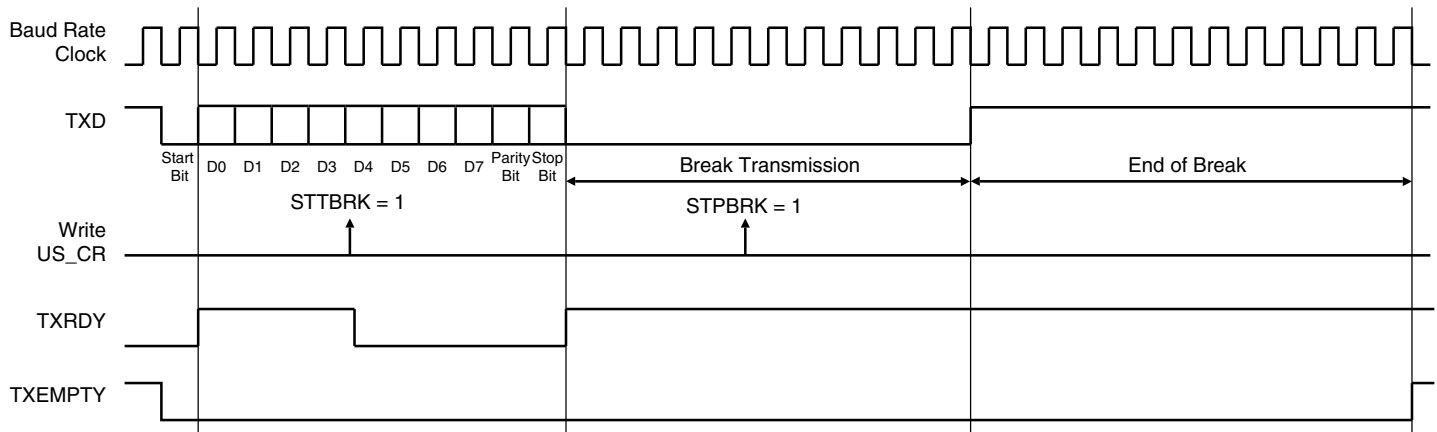 Baud Rate
Clock
TXD
Start
Bit
D0 D1 D2 D3 D4 D5 D6 D7
Parity
Bit
Stop
Bit
Break Transmission
End of Break
STTBRK = 1
STPBRK = 1
Write
US_CR
TXRDY
TXEMPTY